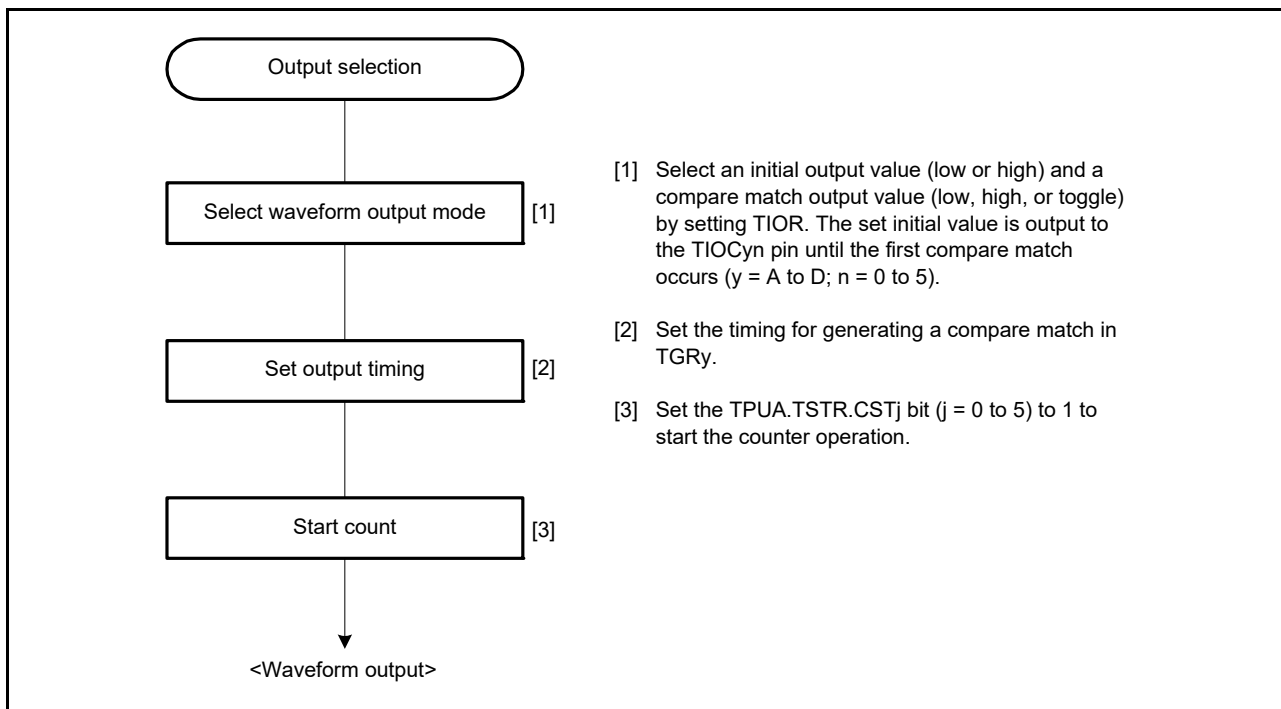 Output selection
Select waveform output mode
[1]
Set output timing
[2]
Start count
[3]
<Waveform output>
[1] Select an initial output value (low or high) and a
compare match output value (low, high, or toggle)
by setting TIOR. The set initial value is output to
the TIOCyn pin until the first compare match
occurs (y = A to D; n = 0 to 5).
[2] Set the timing for generating a compare match in
TGRy.
[3] Set the TPUA.TSTR.CSTj bit (j = 0 to 5) to 1 to
start the counter operation.